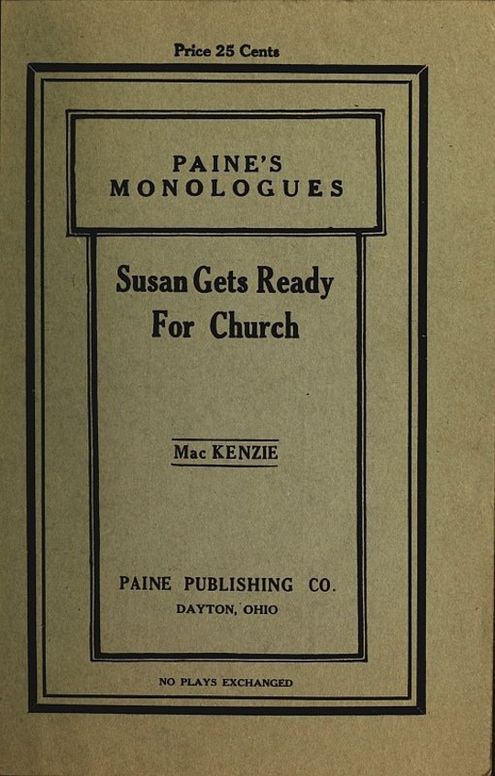 Price 25 Cents
PAINE'S
MONOLOGUES
Susan Gets Ready
For Church
Mac KENZIE
PAINE PUBLISHING CO.
DAYTON, OHIO
NO PLAYS EXCHANGED